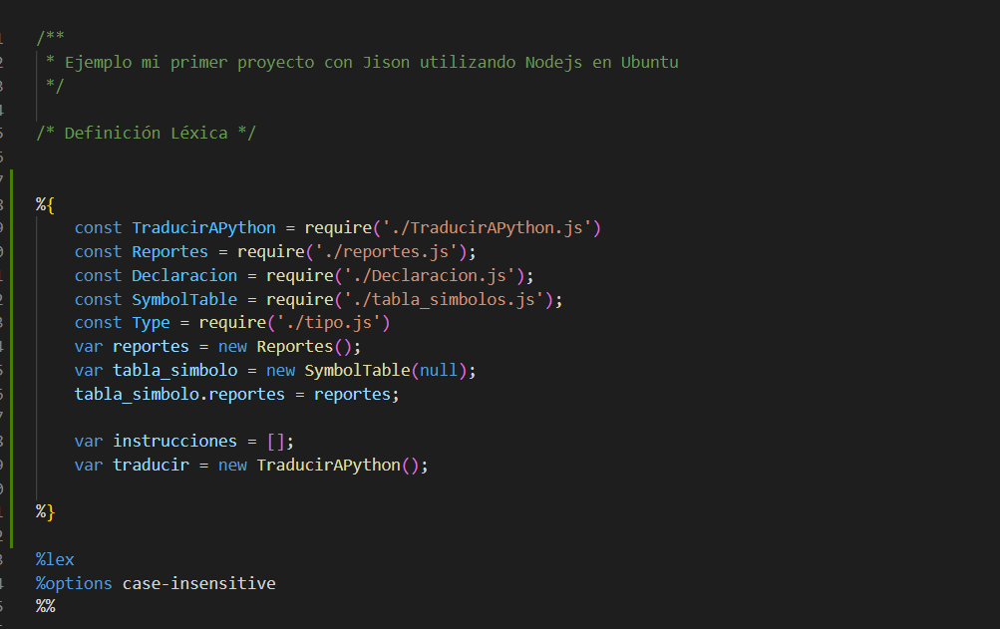 /**
 * Ejemplo mi primer proyecto con Jison utilizando Nodejs en Ubuntu
 */
/* Definición Léxica */
%{
    const TraducirAPython = require('./TraducirAPython.js')
    const Reportes = require('./reportes.js');
    const Declaracion = require('./Declaracion.js');
    const SymbolTable = require('./tabla_simbolos.js');
    const Type = require('./tipo.js')
    var reportes = new Reportes();
    var tabla_simbolo = new SymbolTable(null);
    tabla_simbolo.reportes = reportes;
    var instrucciones = [];
    var traducir = new TraducirAPython();
%}
%lex
%options case-insensitive
%%